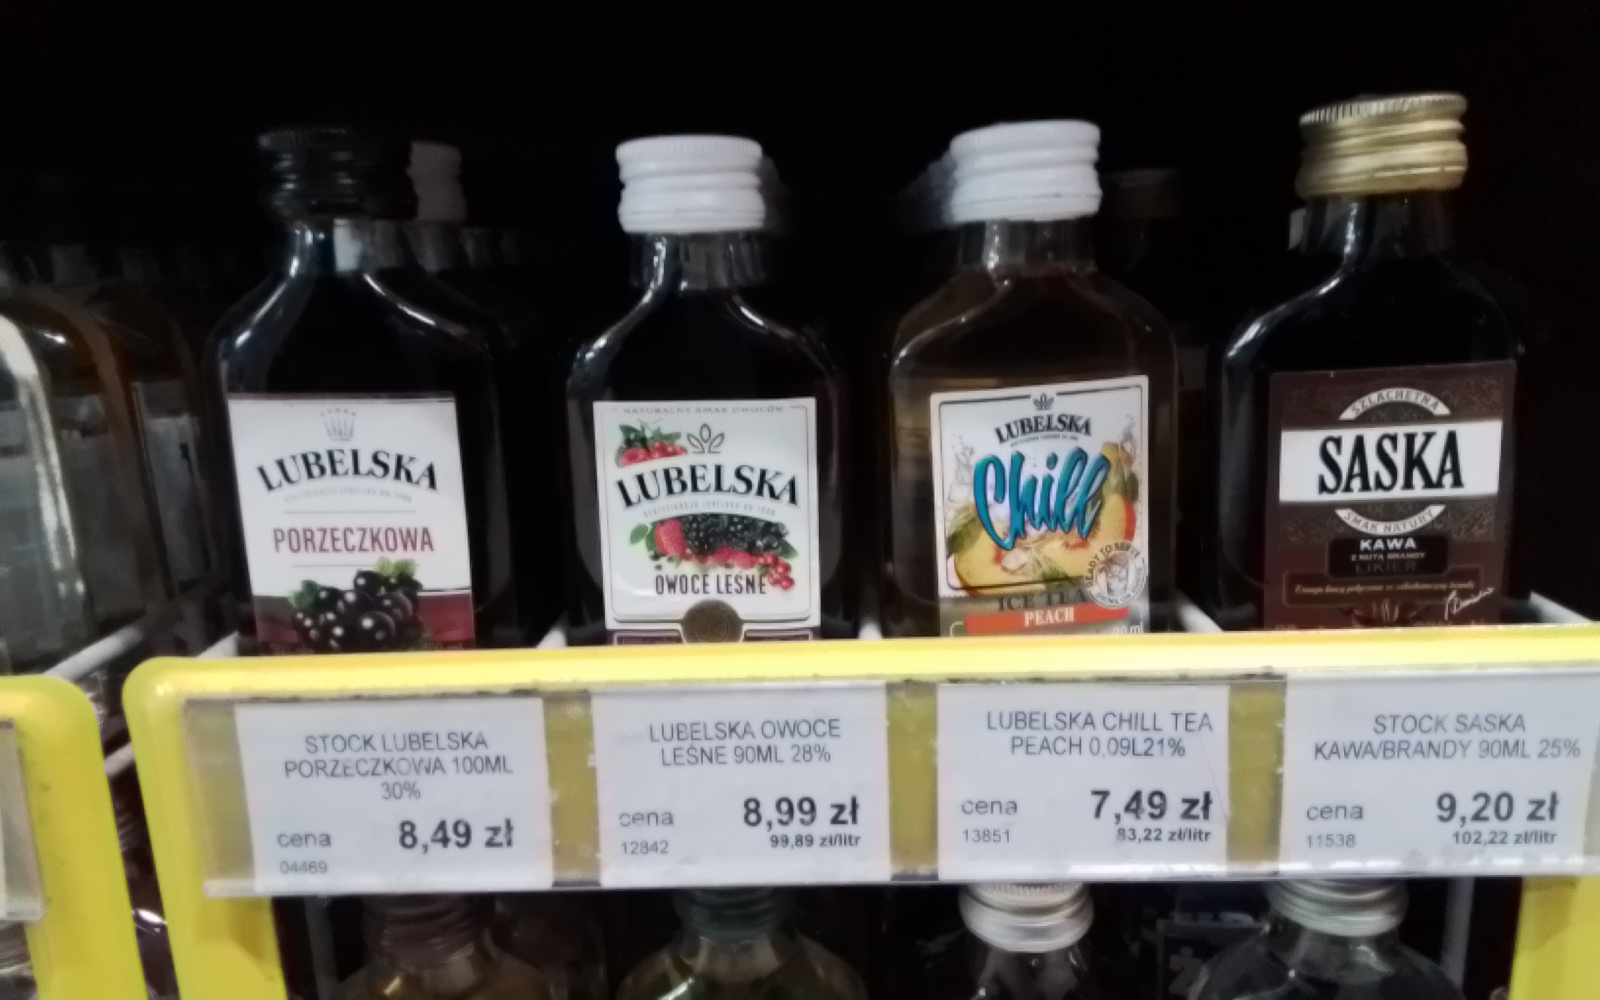 LUBELSKA
PORZECZKOWA
NATURALNY SMAK OWOCÓW
LUBELSKA
OWOCE LEŚNE
LUBELSKA
Chill
READY TO SERVE
ICE TEA
PEACH
SZLACHETNA
SASKA
SMAK NATURY
KAWA
Z NUTĄ BRANDY
LIKIER
STOCK LUBELSKA
PORZECZKOWA 100ML
30%
cena 8,49 zł
04469
LUBELSKA OWOCE
LEŚNE 90ML 28%
cena 8,99 zł
12842 99,89 zł/litr
LUBELSKA CHILL TEA
PEACH 0,09L21%
cena 7,49 zł
13851 83,22 zł/litr
STOCK SASKA
KAWA/BRANDY 90ML 25%
cena 9,20 zł
11538 102,22 zł/litr